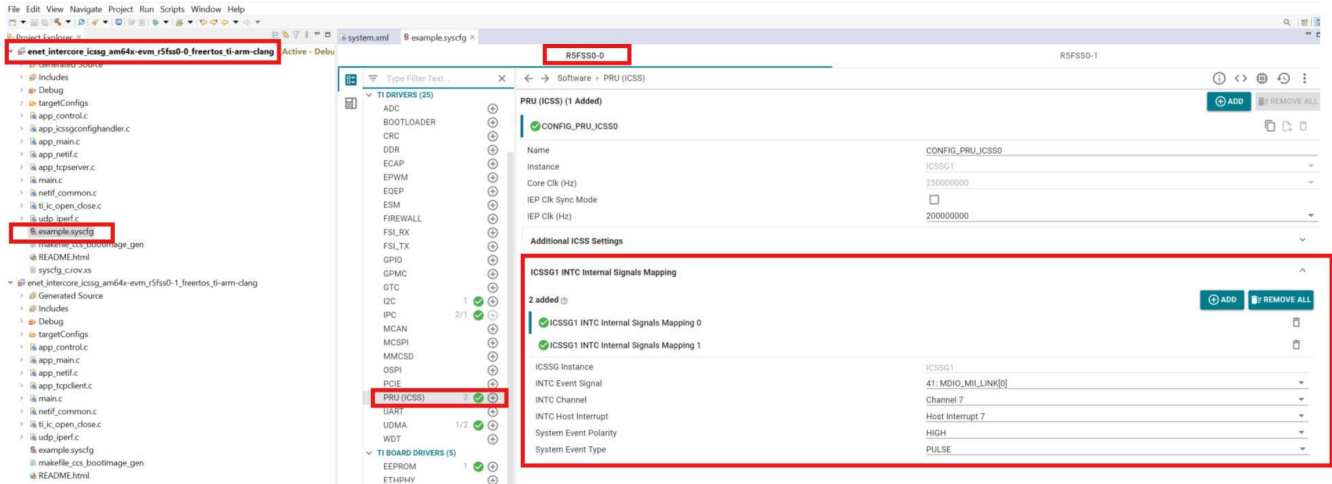 File Edit View Navigate Project Run Scripts Window Help
Project Explorer ×
enet_intercore_icssg_am64x-evm_r5fss0-0_freertos_ti-arm-clang [Active - Debu
Generated Source
Includes
Debug
targetConfigs
app_control.c
app_icssgconfighandler.c
app_main.c
app_netif.c
app_tcpserver.c
main.c
netif_common.c
ti_ic_open_close.c
udp_iperf.c
example.syscfg
makefile_ccs_bootimage_gen
README.html
syscfg_c.rov.xs
enet_intercore_icssg_am64x-evm_r5fss0-1_freertos_ti-arm-clang
Generated Source
Includes
Debug
targetConfigs
app_control.c
app_main.c
app_netif.c
app_tcpclient.c
main.c
netif_common.c
ti_ic_open_close.c
udp_iperf.c
example.syscfg
makefile_ccs_bootimage_gen
README.html
system.xml
example.syscfg ×
R5FSS0-0
R5FSS0-1
Type Filter Text... ×
TI DRIVERS (25)
ADC
BOOTLOADER
CRC
DDR
ECAP
EPWM
EQEP
ESM
FIREWALL
FSI_RX
FSI_TX
GPIO
GPMC
GTC
I2C 1
IPC 2/1
MCAN
MCSPI
MMCSD
OSPI
PCIE
PRU (ICSS) 2
UART
UDMA 1/2
WDT
TI BOARD DRIVERS (5)
EEPROM 1
ETHPHY
← → Software › PRU (ICSS)
PRU (ICSS) (1 Added)
ADD
REMOVE ALL
CONFIG_PRU_ICSS0
Name CONFIG_PRU_ICSS0
Instance ICSSG1
Core Clk (Hz) 250000000
IEP Clk Sync Mode
IEP Clk (Hz) 200000000
Additional ICSS Settings
ICSSG1 INTC Internal Signals Mapping
2 added
ADD
REMOVE ALL
ICSSG1 INTC Internal Signals Mapping 0
ICSSG1 INTC Internal Signals Mapping 1
ICSSG Instance ICSSG1
INTC Event Signal 41: MDIO_MII_LINK[0]
INTC Channel Channel 7
INTC Host Interrupt Host Interrupt 7
System Event Polarity HIGH
System Event Type PULSE